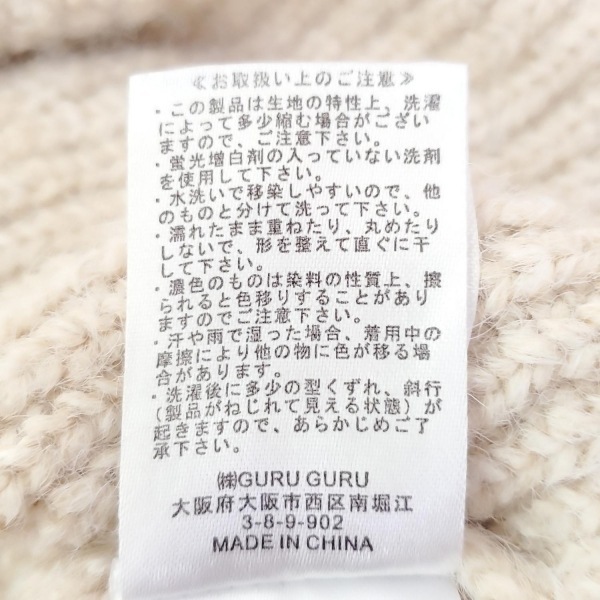 ≪お取扱い上のご注意≫
・この製品は生地の特性上、洗濯
によって多少縮む場合がござい
ますので、ご注意下さい。
・蛍光増白剤の入っていない洗剤
を使用して下さい。
・水洗いで移染しやすいので、他
のものと分けて洗って下さい。
・濡れたまま重ねたり、丸めたり
しないで、形を整えて直ぐに干
して下さい。
・濃色のものは染料の性質上、擦
られると色移りすることがあり
ますのでご注意下さい。
・汗や雨で湿った場合、着用中の
摩擦により他の物に色が移る場
合があります。
・洗濯後に多少の型くずれ、斜行
(製品がねじれて見える状態)が
起きますので、あらかじめご了
承下さい。
㈱GURU GURU
大阪府大阪市西区南堀江
3-8-9-902
MADE IN CHINA